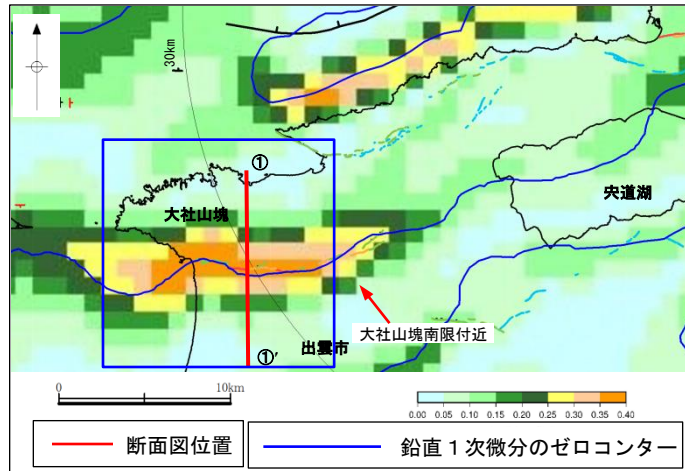 30km
①
大社山塊
宍道湖
大社山塊南限付近
出雲市
①’
0 10km
0.00 0.05 0.10 0.15 0.20 0.25 0.30 0.35 0.40
断面図位置
鉛直１次微分のゼロコンター